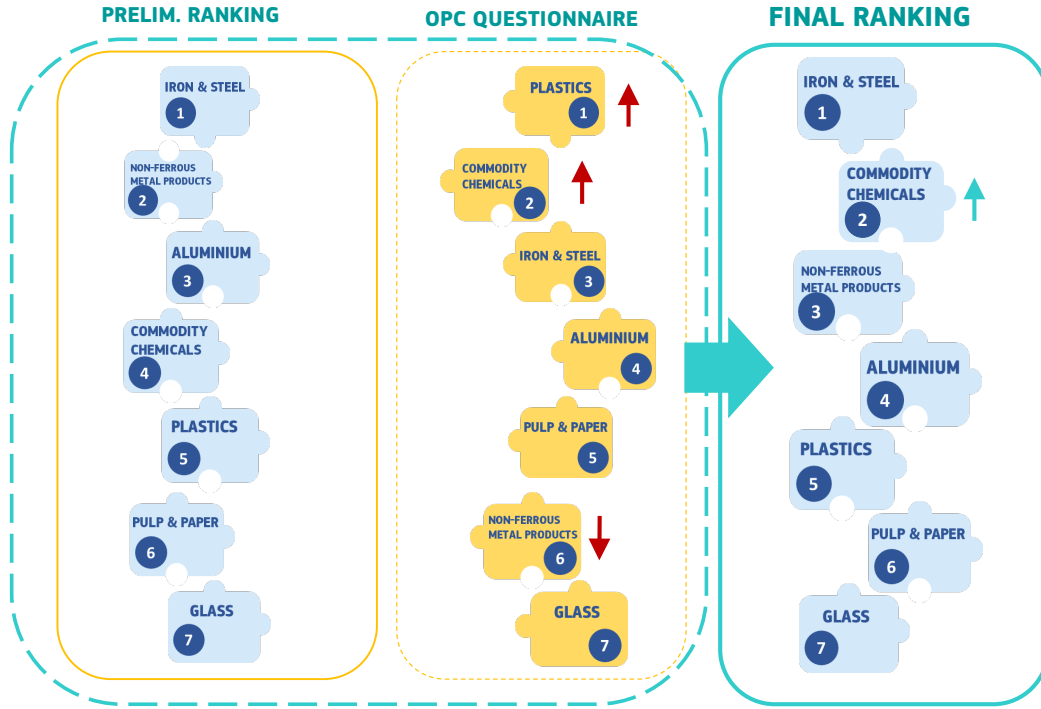 PRELIM. RANKING
IRON & STEEL
1
NON-FERROUS
METAL PRODUCTS
2
ALUMINIUM
3
COMMODITY
CHEMICALS
4
PLASTICS
5
PULP & PAPER
6
GLASS
7
OPC QUESTIONNAIRE
PLASTICS
1
COMMODITY
CHEMICALS
2
IRON & STEEL
3
ALUMINIUM
4
PULP & PAPER
5
NON-FERROUS
METAL PRODUCTS
6
GLASS
7
FINAL RANKING
IRON & STEEL
1
COMMODITY
CHEMICALS
2
NON-FERROUS
METAL PRODUCTS
3
ALUMINIUM
4
PLASTICS
5
PULP & PAPER
6
GLASS
7